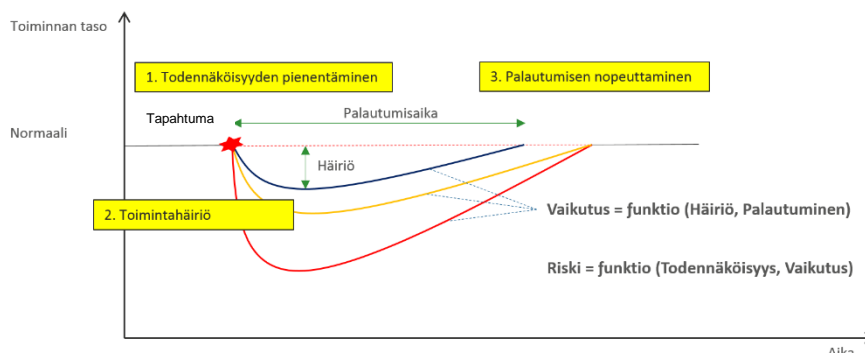 Toiminnan taso
1. Todennäköisyyden pienentäminen
3. Palautumisen nopeuttaminen
Tapahtuma
Palautumisaika
Normaali
Häiriö
2. Toimintahäiriö
Vaikutus = funktio (Häiriö, Palautuminen)
Riski = funktio (Todennäköisyys, Vaikutus)
Aika